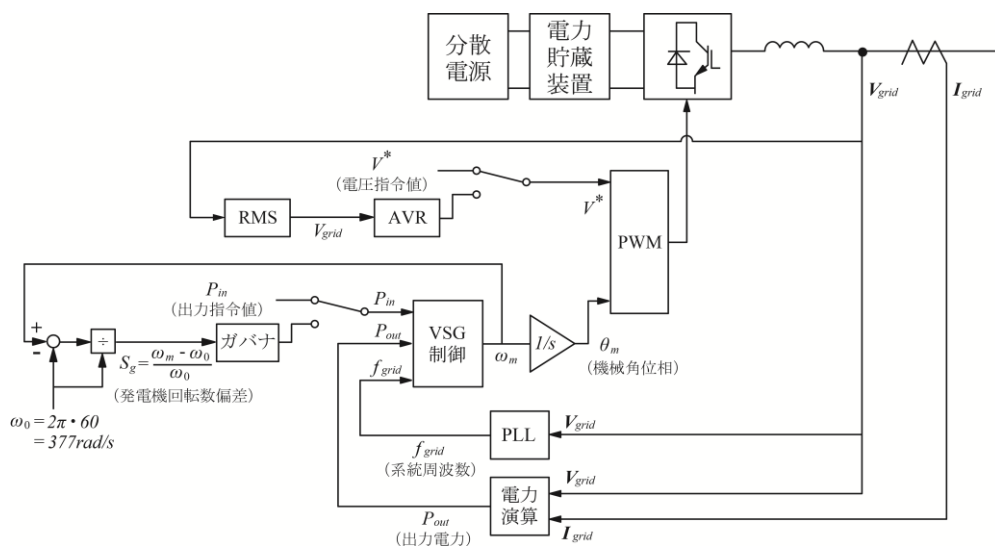 分散
電源
電力
貯蔵
装置
V_grid
I_grid
V*
(電圧指令値)
RMS
V_grid
AVR
V*
PWM
P_in
(出力指令値)
P_in
P_out
f_grid
VSG
制御
ω_m
1/s
θ_m
(機械角位相)
+
-
÷
S_g = (ω_m - ω_0) / ω_0
(発電機回転数偏差)
ガバナ
ω_0 = 2π・60
= 377rad/s
PLL
V_grid
f_grid
(系統周波数)
電力
演算
V_grid
I_grid
P_out
(出力電力)